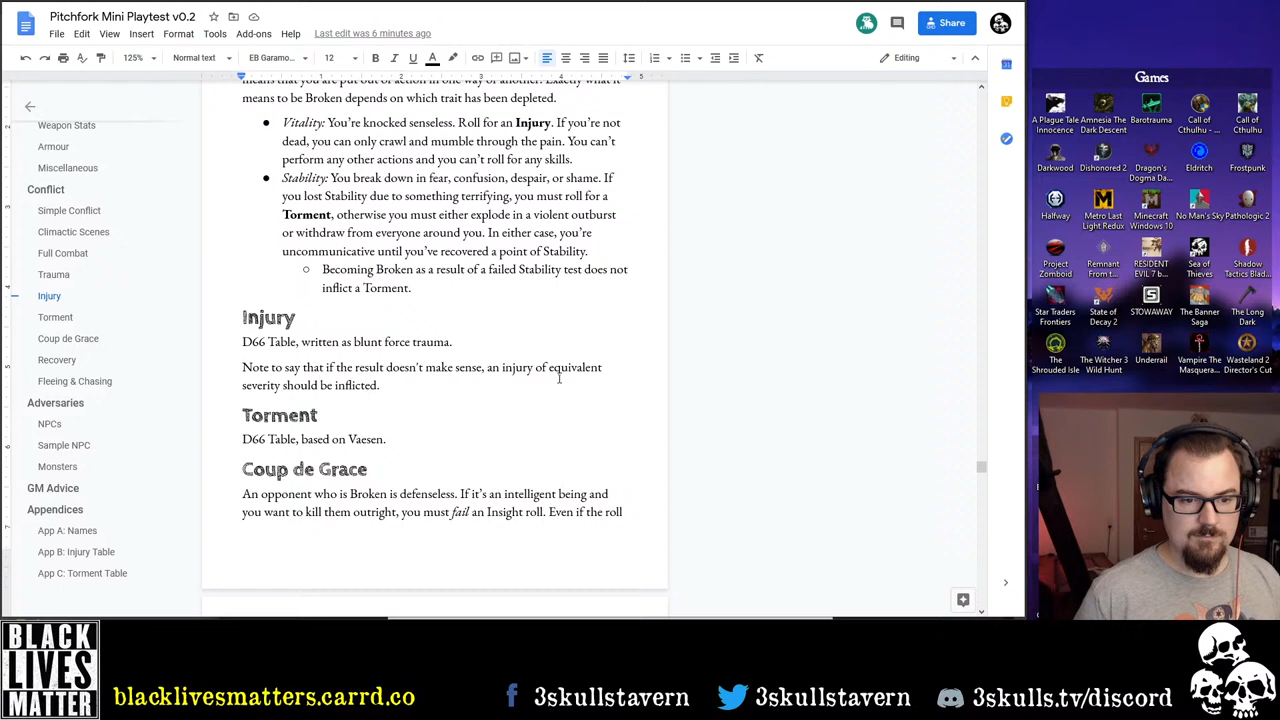 Pitchfork Mini Playtest v0.2
File Edit View Insert Format Tools Add-ons Help Last edit was 6 minutes ago
Share
125% Normal text EB Garamo... 12 Editing
Weapon Stats
Armour
Miscellaneous
Conflict
Simple Conflict
Climactic Scenes
Full Combat
Trauma
Injury
Torment
Coup de Grace
Recovery
Fleeing & Chasing
Adversaries
NPCs
Sample NPC
Monsters
GM Advice
Appendices
App A: Names
App B: Injury Table
App C: Torment Table
means that you are put out of action in one way or another. Exactly what it
means to be Broken depends on which trait has been depleted.
● Vitality: You're knocked senseless. Roll for an Injury. If you're not
dead, you can only crawl and mumble through the pain. You can't
perform any other actions and you can't roll for any skills.
● Stability: You break down in fear, confusion, despair, or shame. If
you lost Stability due to something terrifying, you must roll for a
Torment, otherwise you must either explode in a violent outburst
or withdraw from everyone around you. In either case, you're
uncommunicative until you've recovered a point of Stability.
○ Becoming Broken as a result of a failed Stability test does not
inflict a Torment.
Injury
D66 Table, written as blunt force trauma.
Note to say that if the result doesn't make sense, an injury of equivalent
severity should be inflicted.
Torment
D66 Table, based on Vaesen.
Coup de Grace
An opponent who is Broken is defenseless. If it's an intelligent being and
you want to kill them outright, you must fail an Insight roll. Even if the roll
Games
A Plague Tale Innocence
Amnesia The Dark Descent
Barotrauma
Call of Cthulhu - ...
Call of Cthulhu
Darkwood
Dishonored 2
Dragon's Dogma Da...
Eldritch
Frostpunk
Halfway
Metro Last Light Redux
Minecraft Windows 10
No Man's Sky
Pathologic 2
Project Zomboid
Remnant From t...
RESIDENT EVIL 7 b...
Sea of Thieves
Shadow Tactics Blad...
Star Traders Frontiers
State of Decay 2
STOWAWAY
The Banner Saga
The Long Dark
The Shrouded Isle
The Witcher 3 Wild Hunt
Underrail
Vampire The Masquera...
Wasteland 2 Director's Cut
BLACK
LIVES
MATTER
blacklivesmatters.carrd.co
3skullstavern
3skullstavern
3skulls.tv/discord